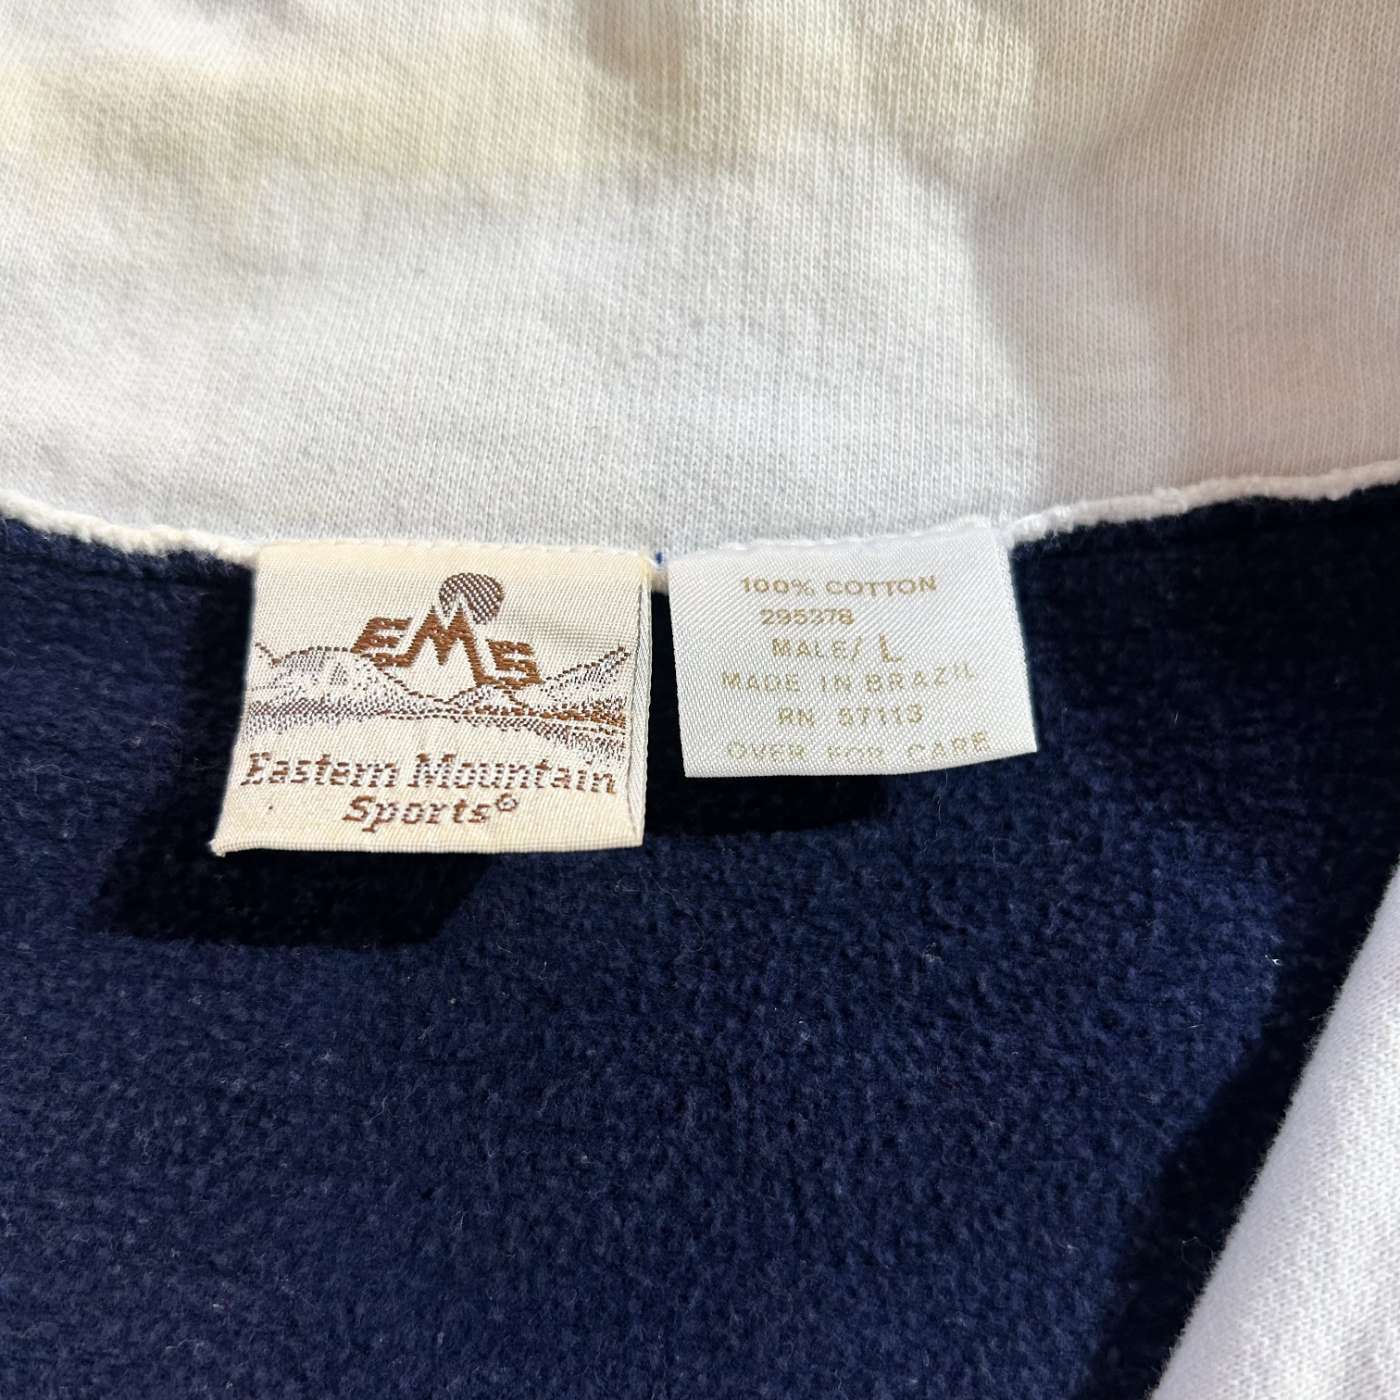 EMS
Eastern Mountain
Sports®
100% COTTON
295378
MALE/ L
MADE IN BRAZIL
RN 57113
OVER FOR CARE